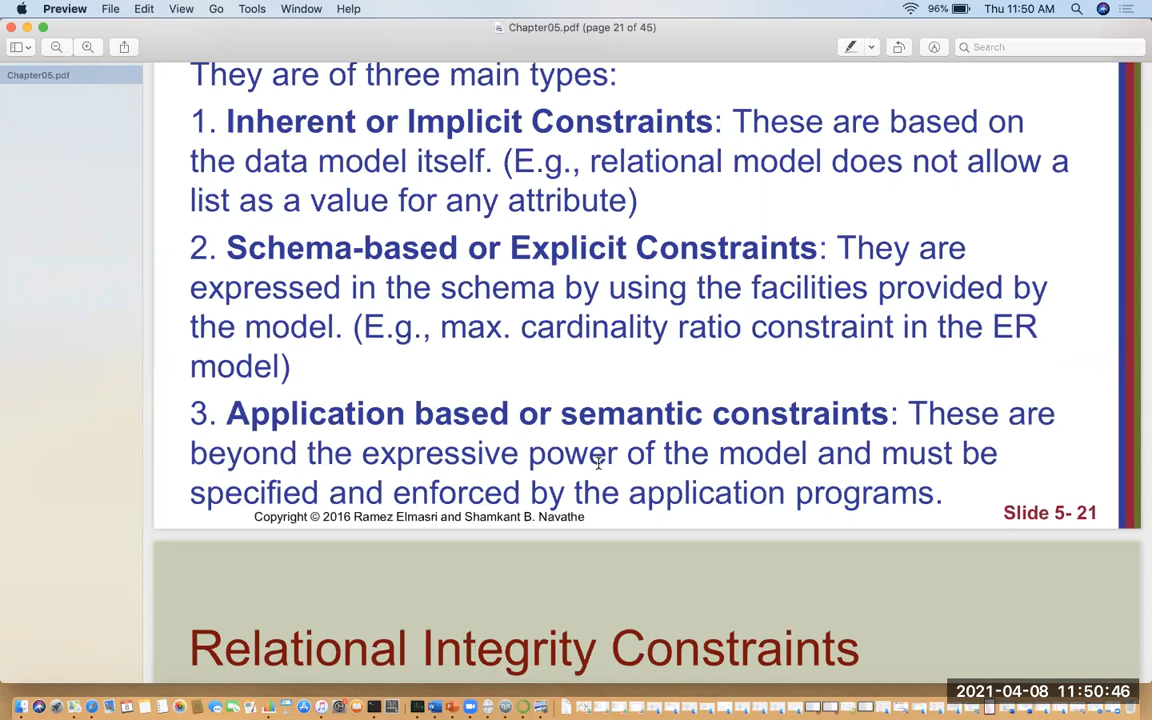 Preview File Edit View Go Tools Window Help 96% Thu 11:50 AM
Chapter05.pdf (page 21 of 45)
Search
Chapter05.pdf
They are of three main types:
1. Inherent or Implicit Constraints: These are based on
the data model itself. (E.g., relational model does not allow a
list as a value for any attribute)
2. Schema-based or Explicit Constraints: They are
expressed in the schema by using the facilities provided by
the model. (E.g., max. cardinality ratio constraint in the ER
model)
3. Application based or semantic constraints: These are
beyond the expressive power of the model and must be
specified and enforced by the application programs.
Copyright © 2016 Ramez Elmasri and Shamkant B. Navathe
Slide 5- 21
Relational Integrity Constraints
2021-04-08 11:50:46